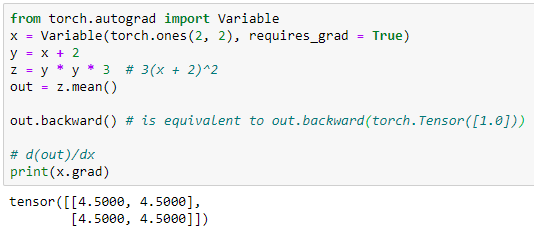 from torch.autograd import Variable
x = Variable(torch.ones(2, 2), requires_grad = True)
y = x + 2
z = y * y * 3  # 3(x + 2)^2
out = z.mean()

out.backward() # is equivalent to out.backward(torch.Tensor([1.0]))

# d(out)/dx
print(x.grad)

tensor([[4.5000, 4.5000],
        [4.5000, 4.5000]])